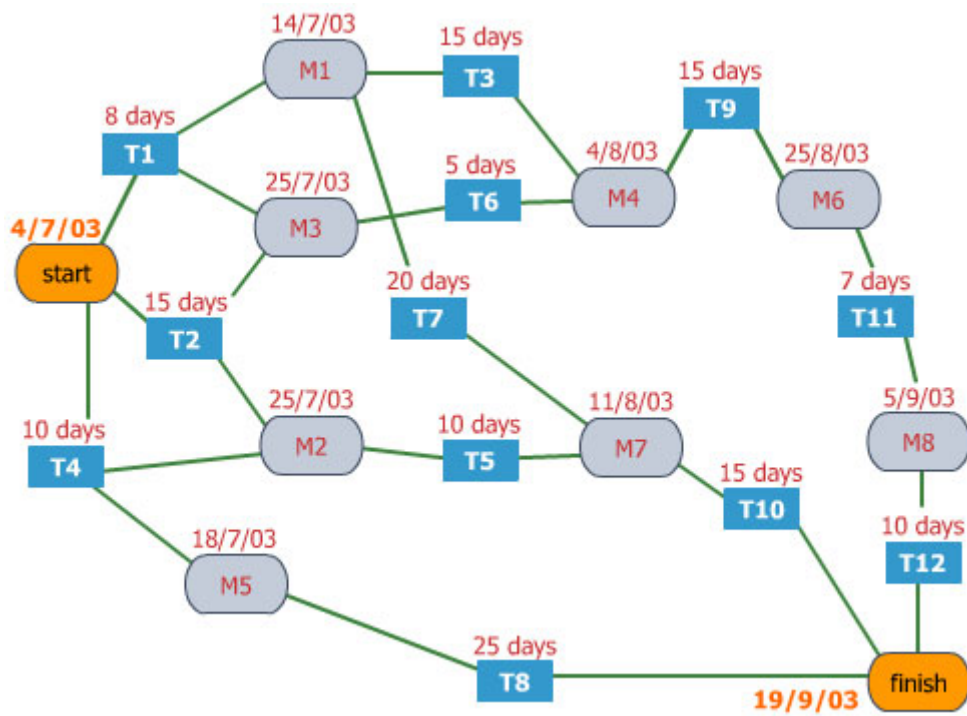 14/7/03
M1
15 days
T3
15 days
T9
8 days
T1
25/7/03
M3
5 days
T6
4/8/03
M4
25/8/03
M6
4/7/03
start
15 days
T2
20 days
T7
7 days
T11
10 days
T4
25/7/03
M2
10 days
T5
11/8/03
M7
5/9/03
M8
15 days
T10
10 days
T12
18/7/03
M5
25 days
T8
19/9/03
finish